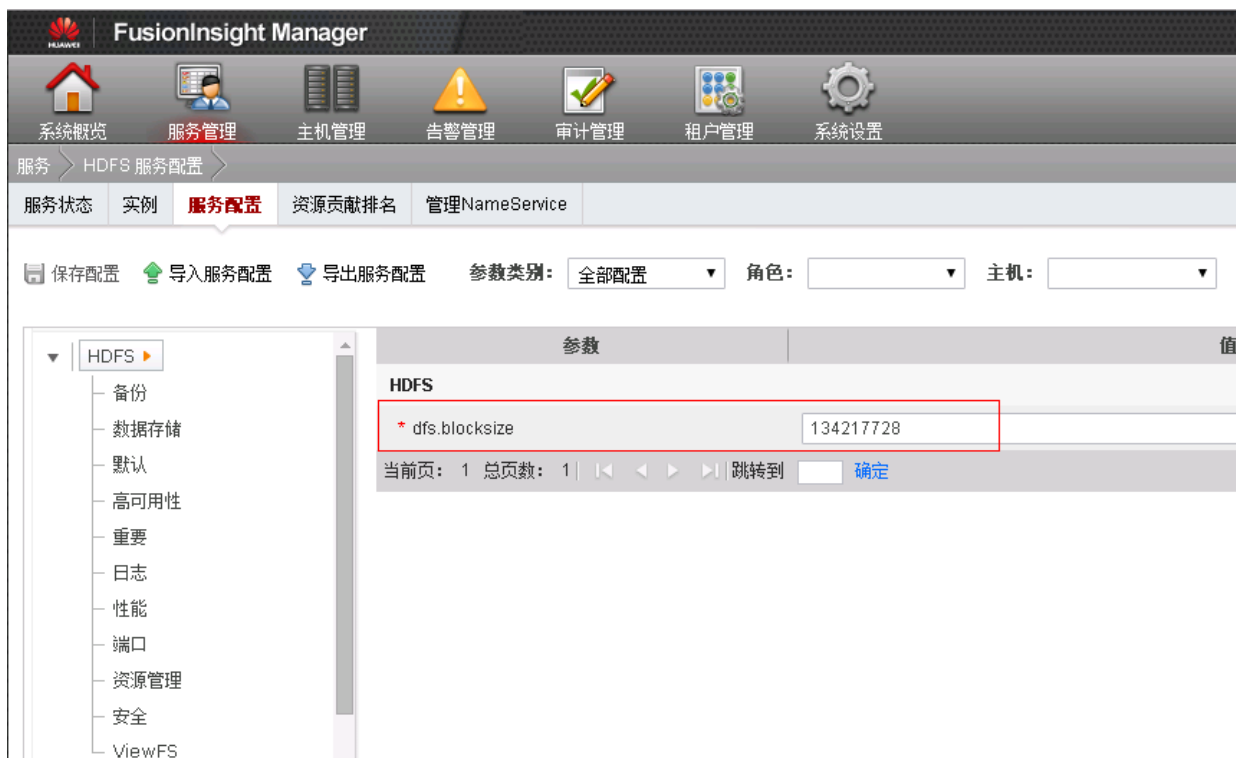 HUAWEI FusionInsight Manager
系统概览 服务管理 主机管理 告警管理 审计管理 租户管理 系统设置
服务 HDFS 服务配置
服务状态 实例 服务配置 资源贡献排名 管理NameService
保存配置 导入服务配置 导出服务配置 参数类别: 全部配置 角色: 主机:
参数 值
HDFS
备份
数据存储
默认
高可用性
重要
日志
性能
端口
资源管理
安全
ViewFS
HDFS
* dfs.blocksize 134217728
当前页: 1 总页数: 1 跳转到 确定